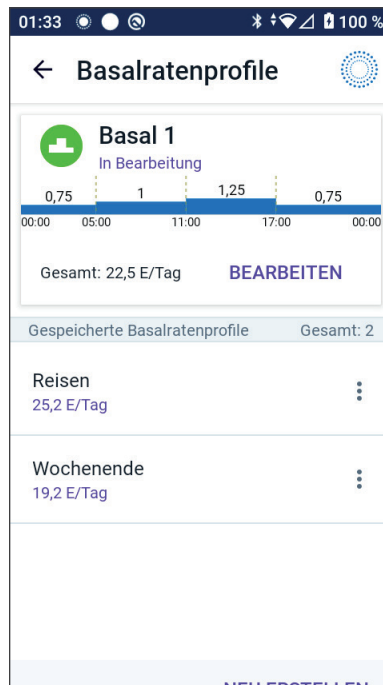 01:33 100 %
Basalratenprofile
Basal 1
In Bearbeitung
0,75 1 1,25 0,75
00:00 05:00 11:00 17:00 00:00
Gesamt: 22,5 E/Tag BEARBEITEN
Gespeicherte Basalratenprofile Gesamt: 2
Reisen
25,2 E/Tag
Wochenende
19,2 E/Tag
NEU ERSTELLEN